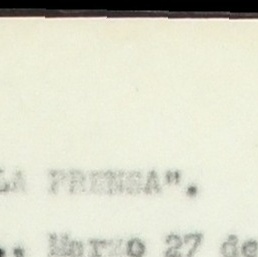 LA PRENSA".
., Marzo 27 de